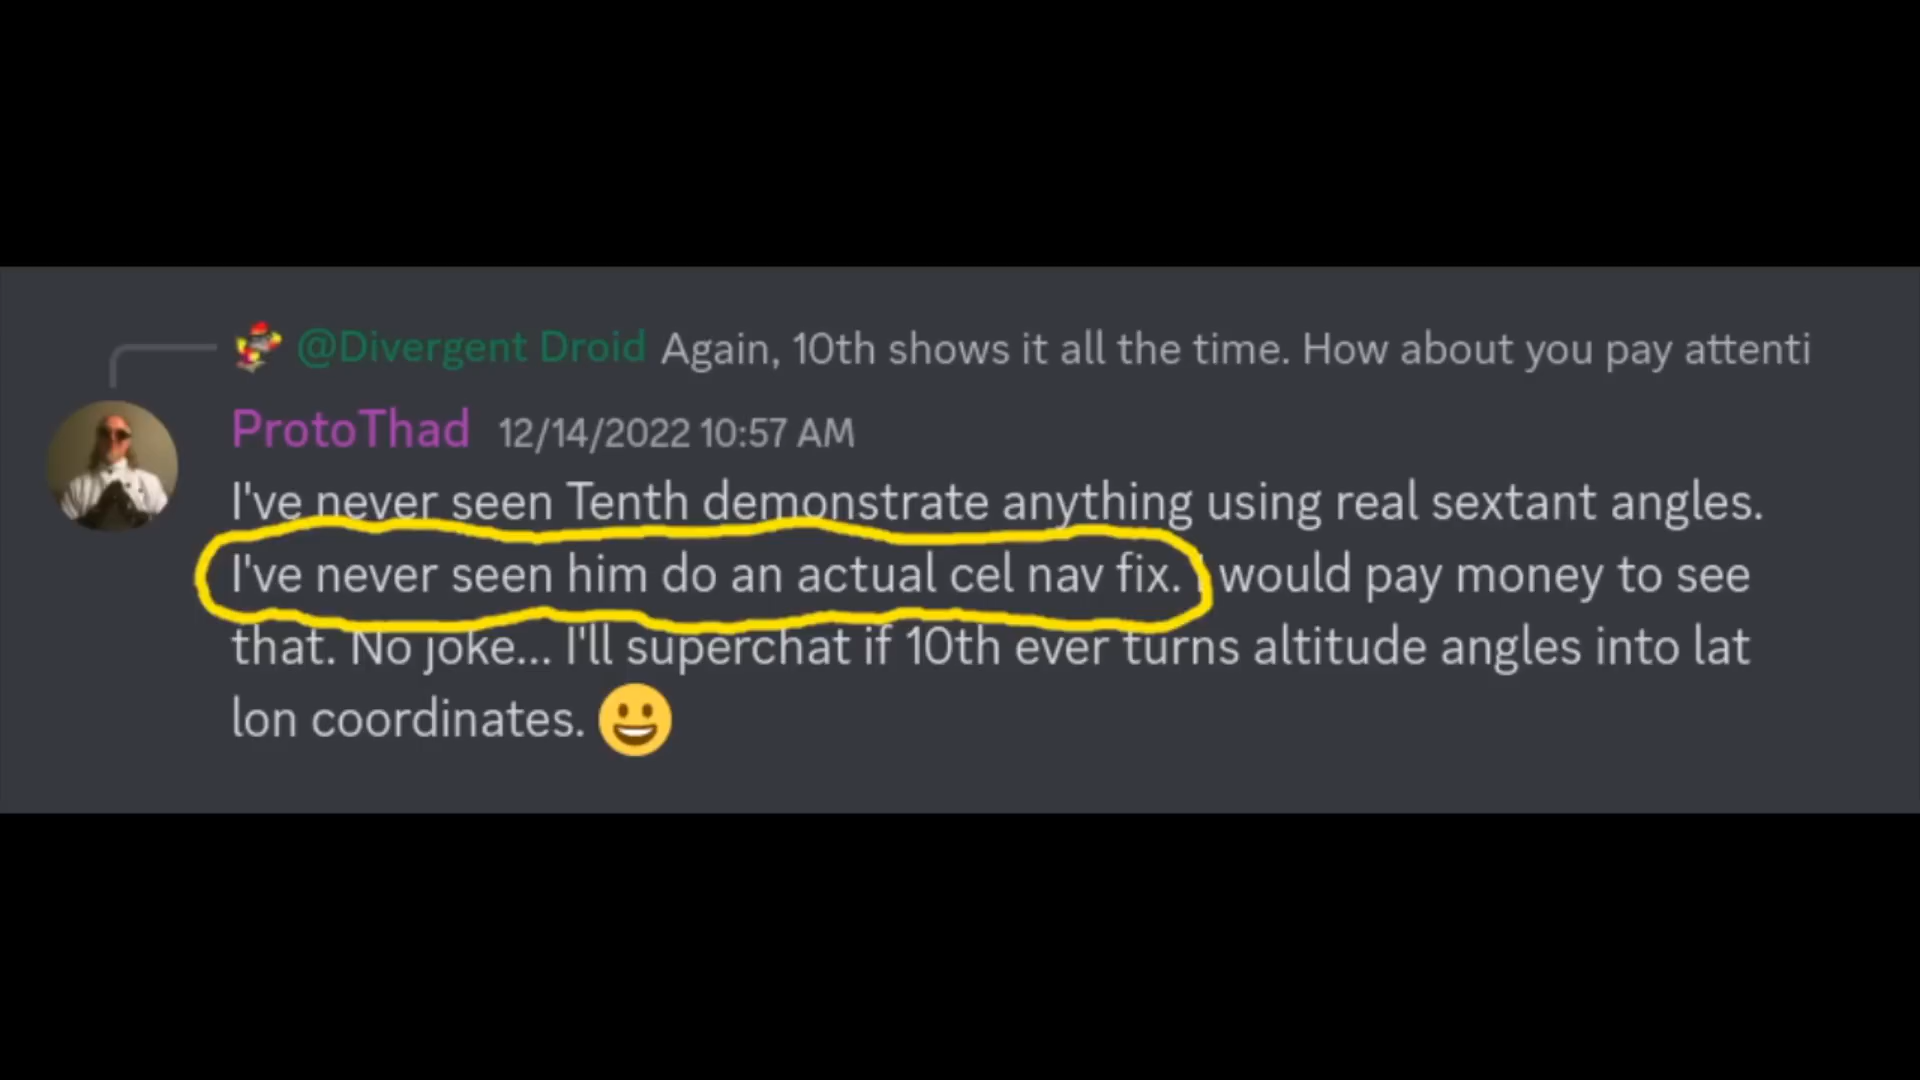 @Divergent Droid Again, 10th shows it all the time. How about you pay attenti
ProtoThad 12/14/2022 10:57 AM
I've never seen Tenth demonstrate anything using real sextant angles.
I've never seen him do an actual cel nav fix. would pay money to see
that. No joke... I'll superchat if 10th ever turns altitude angles into lat
lon coordinates. 😀